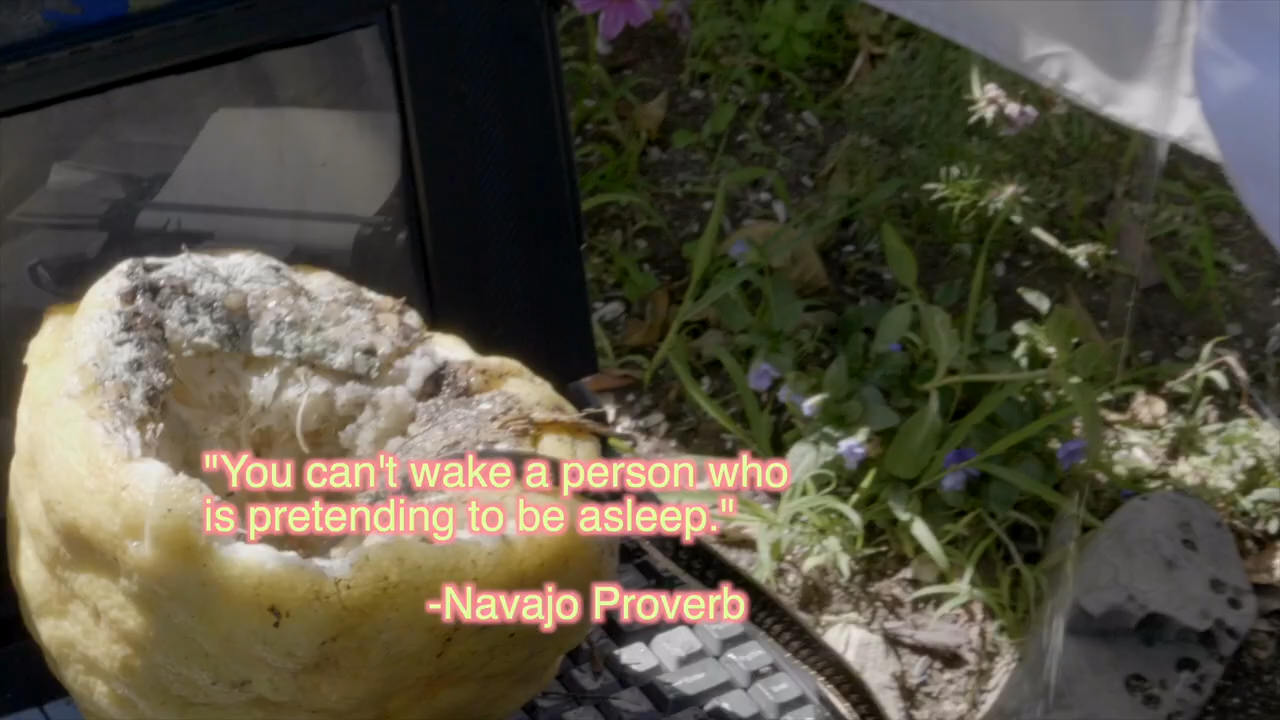 "You can't wake a person who
is pretending to be asleep."
-Navajo Proverb